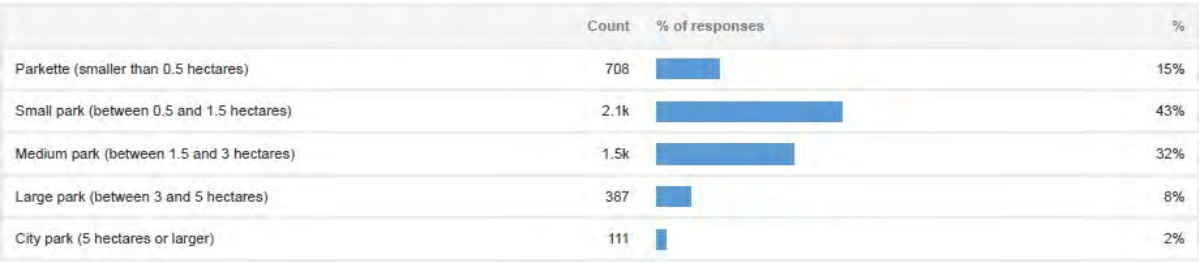 Count % of responses %
Parkette (smaller than 0.5 hectares) 708 15%
Small park (between 0.5 and 1.5 hectares) 2.1k 43%
Medium park (between 1.5 and 3 hectares) 1.5k 32%
Large park (between 3 and 5 hectares) 387 8%
City park (5 hectares or larger) 111 2%